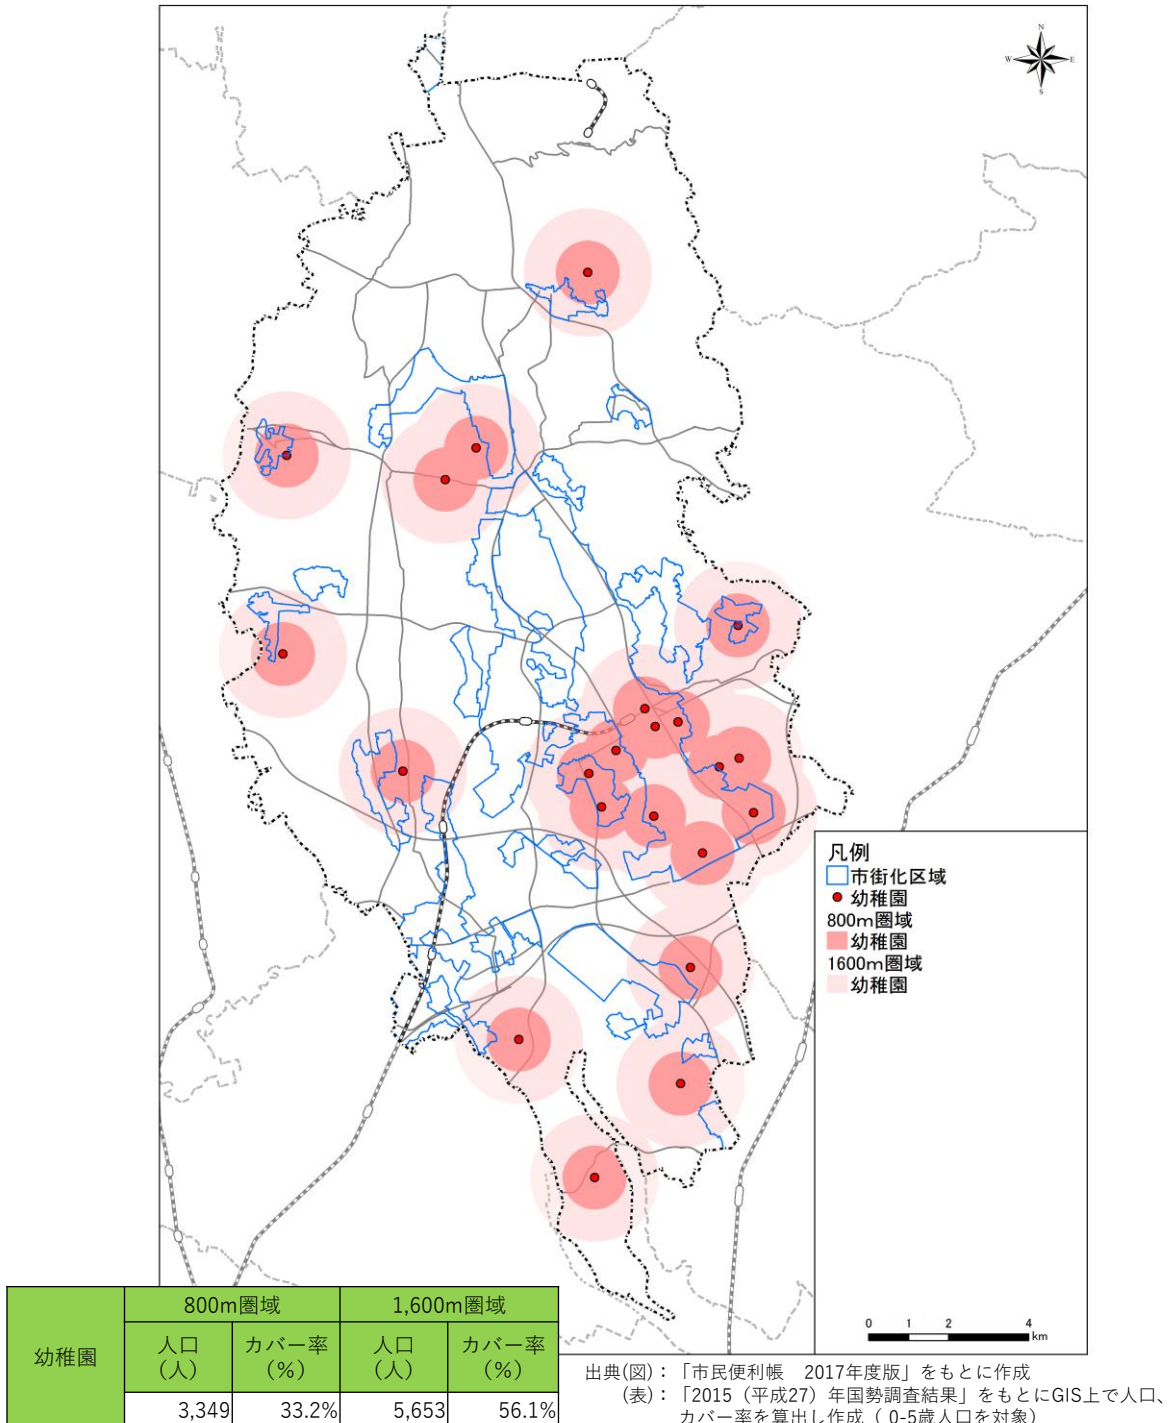 N
W E
S
凡例
市街化区域
幼稚園
800m圏域
幼稚園
1600m圏域
幼稚園
0 1 2 4
km
幼稚園
800m圏域 1,600m圏域
人口
（人） カバー率
（%） 人口
（人） カバー率
（%）
3,349 33.2% 5,653 56.1%
出典(図)：「市民便利帳 2017年度版」をもとに作成
(表)：「2015（平成27）年国勢調査結果」をもとにGIS上で人口、
カバー率を算出し作成（ 0-5歳人口を対象）